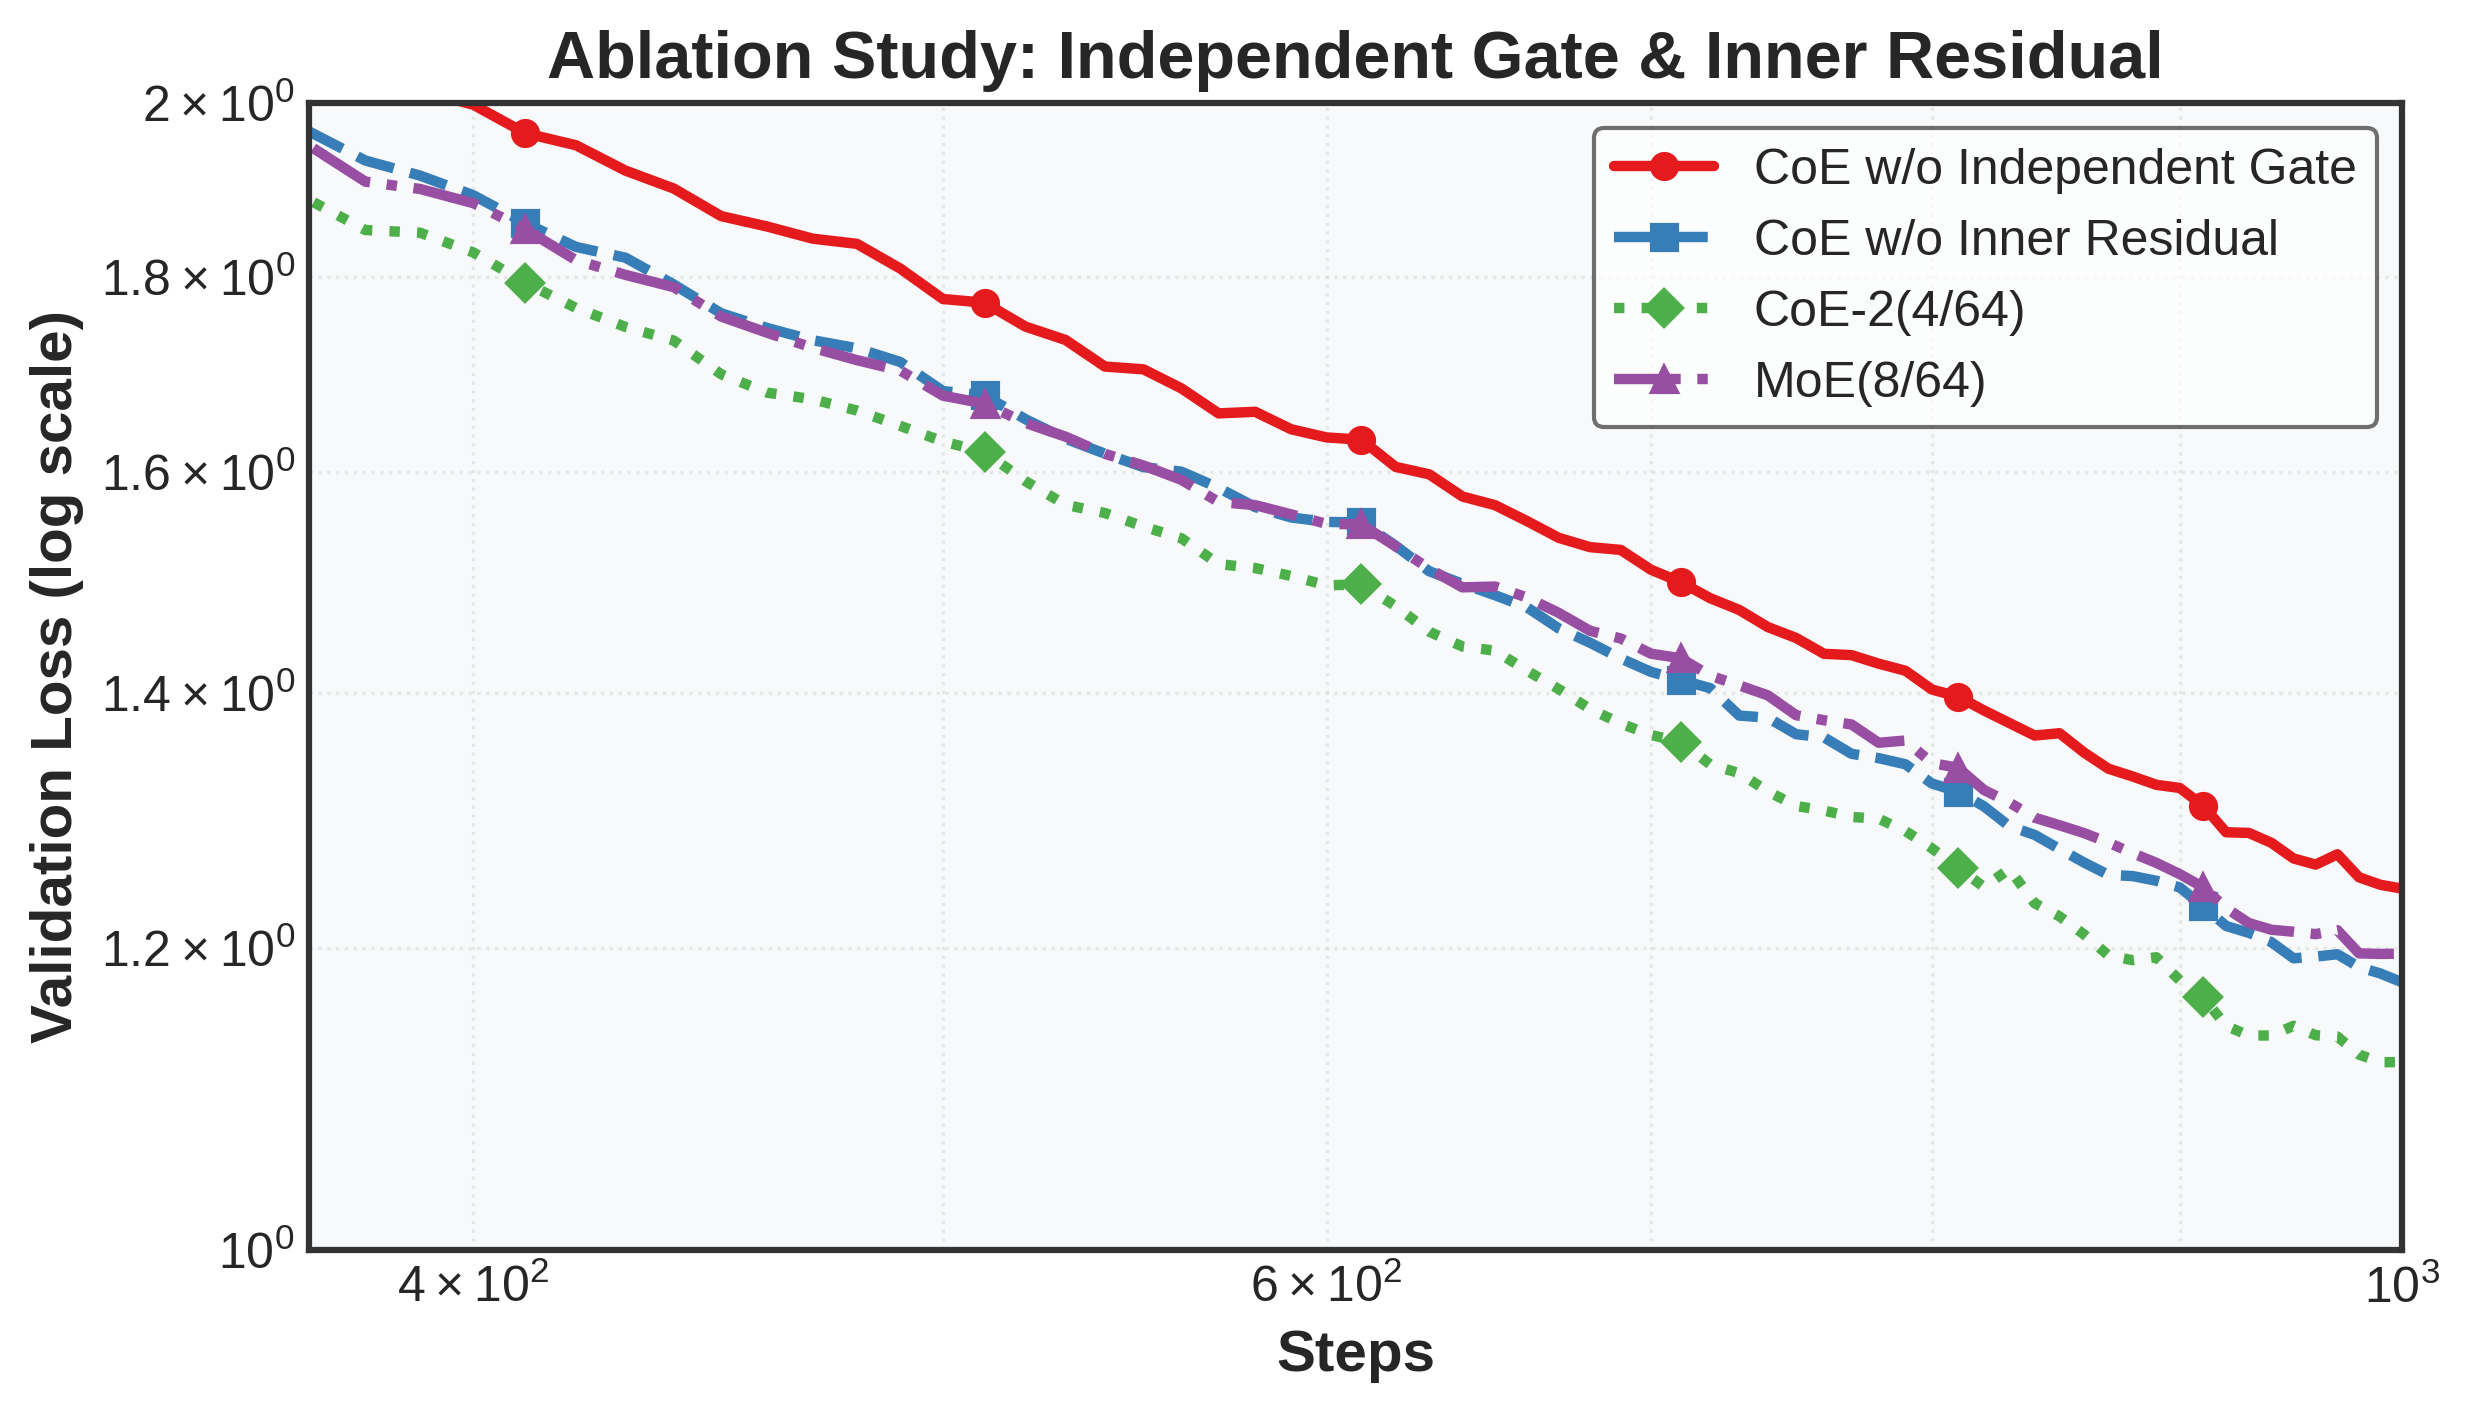 Ablation Study: Independent Gate & Inner Residual
2 × 10⁰
1.8 × 10⁰
1.6 × 10⁰
1.4 × 10⁰
1.2 × 10⁰
10⁰
Validation Loss (log scale)
CoE w/o Independent Gate
CoE w/o Inner Residual
CoE-2(4/64)
MoE(8/64)
4 × 10²
6 × 10²
10³
Steps